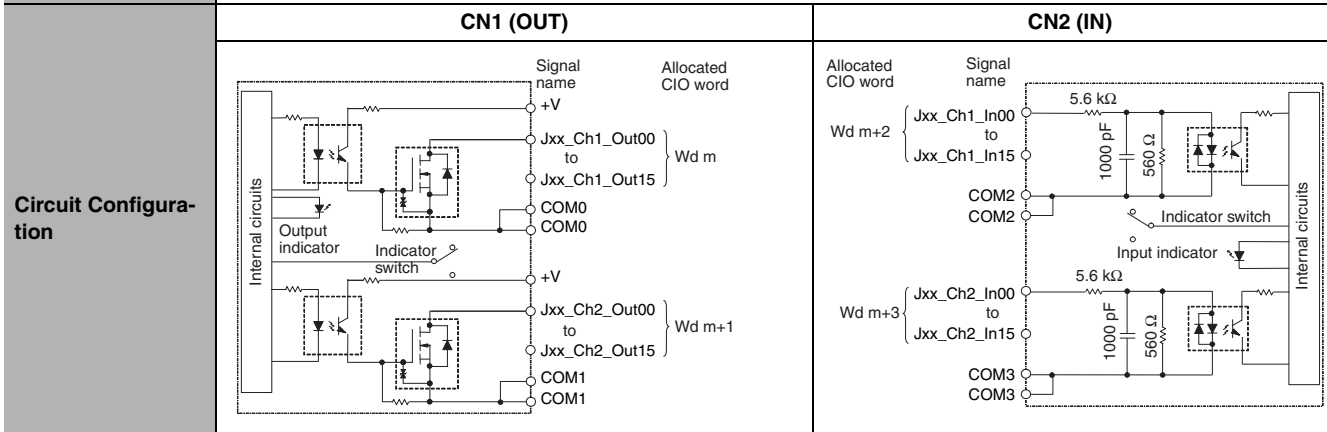 CN1 (OUT)
CN2 (IN)
Circuit Configura-
tion
Signal
name
Allocated
CIO word
+V
Jxx_Ch1_Out00
to
Jxx_Ch1_Out15
Wd m
COM0
COM0
Internal circuits
Output
indicator
Indicator
switch
+V
Jxx_Ch2_Out00
to
Jxx_Ch2_Out15
Wd m+1
COM1
COM1
Allocated
CIO word
Signal
name
Wd m+2
Jxx_Ch1_In00
to
Jxx_Ch1_In15
5.6 kΩ
1000 pF
560 Ω
COM2
COM2
Indicator switch
Input indicator
Internal circuits
Wd m+3
Jxx_Ch2_In00
to
Jxx_Ch2_In15
5.6 kΩ
1000 pF
560 Ω
COM3
COM3